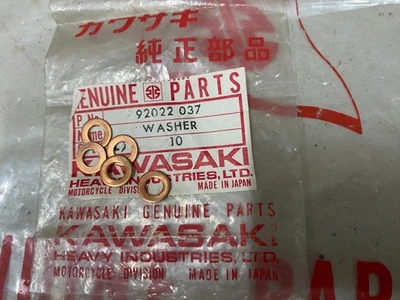 カワサキ
純正部品
ENUINE PARTS
92022 037
Name WASHER
10
KAWASAKI
HEAVY INDUSTRIES, LTD.
MOTORCYCLE DIVISION MADE IN JAPAN
KAWASAKI GENUINE PARTS
KAWASAKI
HEAVY INDUSTRIES, LTD.
MOTORCYCLE DIVISION MADE IN JAPAN